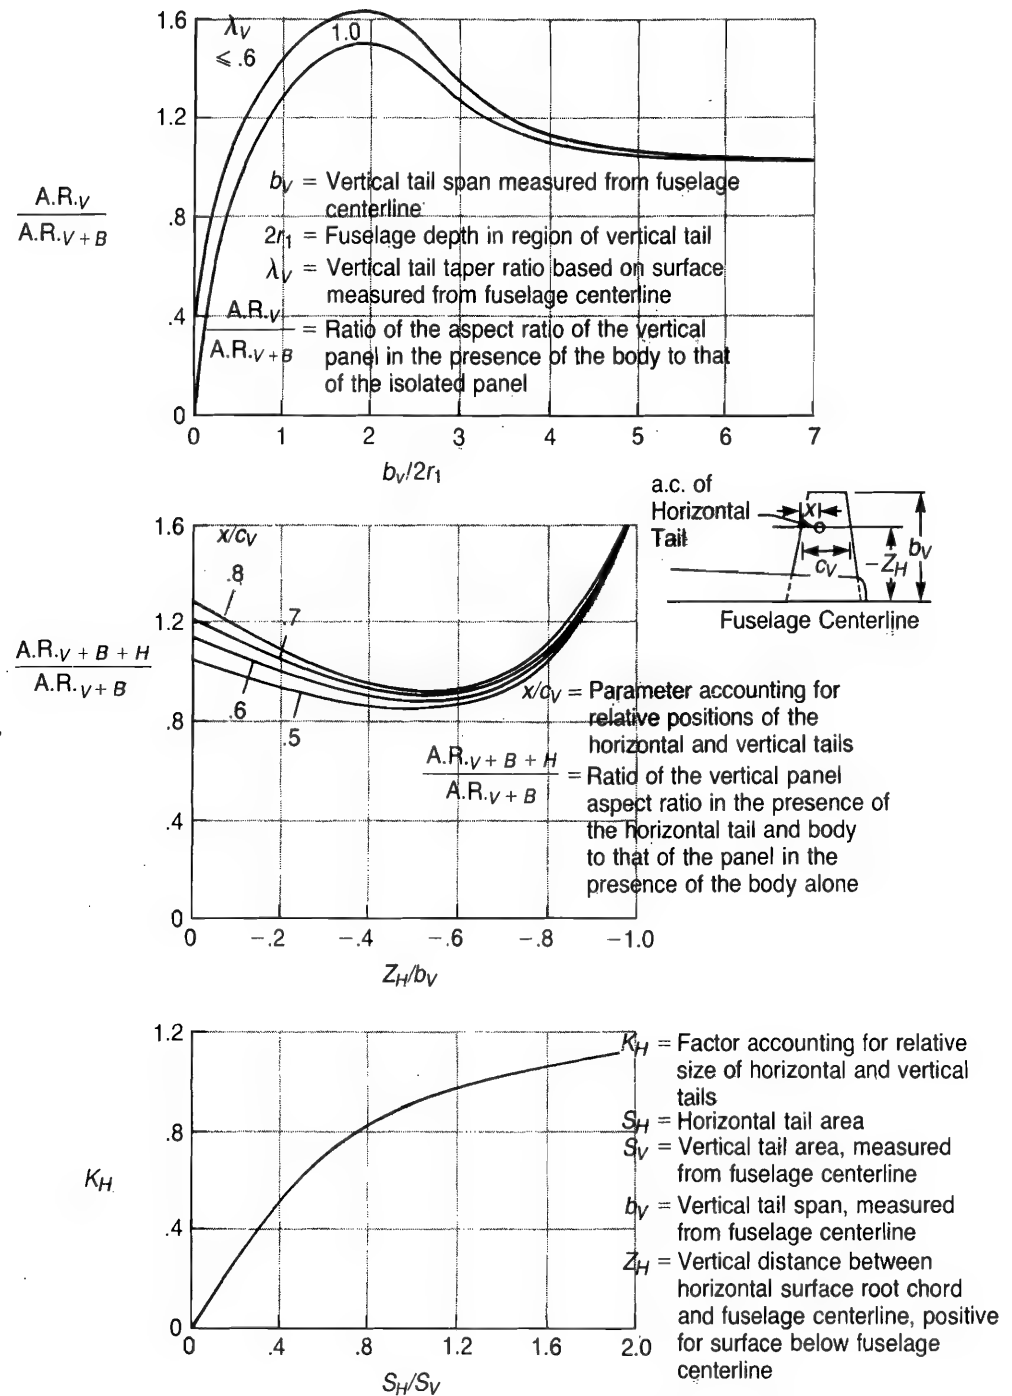 1.6
λV
≤ .6
1.0
1.2
A.R.V
A.R.V + B
.8
bV = Vertical tail span measured from fuselage
centerline
2r1 = Fuselage depth in region of vertical tail
λV = Vertical tail taper ratio based on surface
measured from fuselage centerline
.4
A.R.V
A.R.V + B
= Ratio of the aspect ratio of the vertical
panel in the presence of the body to that
of the isolated panel
0
0 1 2 3 4 5 6 7
bv/2r1
a.c. of
Horizontal
Tail
x
cV
-ZH
bV
Fuselage Centerline
1.6
x/cV
.8
.7
1.2
A.R.V + B + H
A.R.V + B
.6
.5
.8
x/cV = Parameter accounting for
relative positions of the
horizontal and vertical tails
A.R.V + B + H
A.R.V + B
= Ratio of the vertical panel
aspect ratio in the presence of
the horizontal tail and body
to that of the panel in the
presence of the body alone
.4
0
0 -.2 -.4 -.6 -.8 -1.0
ZH/bV
1.2
.8
KH
.4
0
0 .4 .8 1.2 1.6 2.0
SH/SV
KH = Factor accounting for relative
size of horizontal and vertical
tails
SH = Horizontal tail area
SV = Vertical tail area, measured
from fuselage centerline
bV = Vertical tail span, measured
from fuselage centerline
ZH = Vertical distance between
horizontal surface root chord
and fuselage centerline, positive
for surface below fuselage
centerline